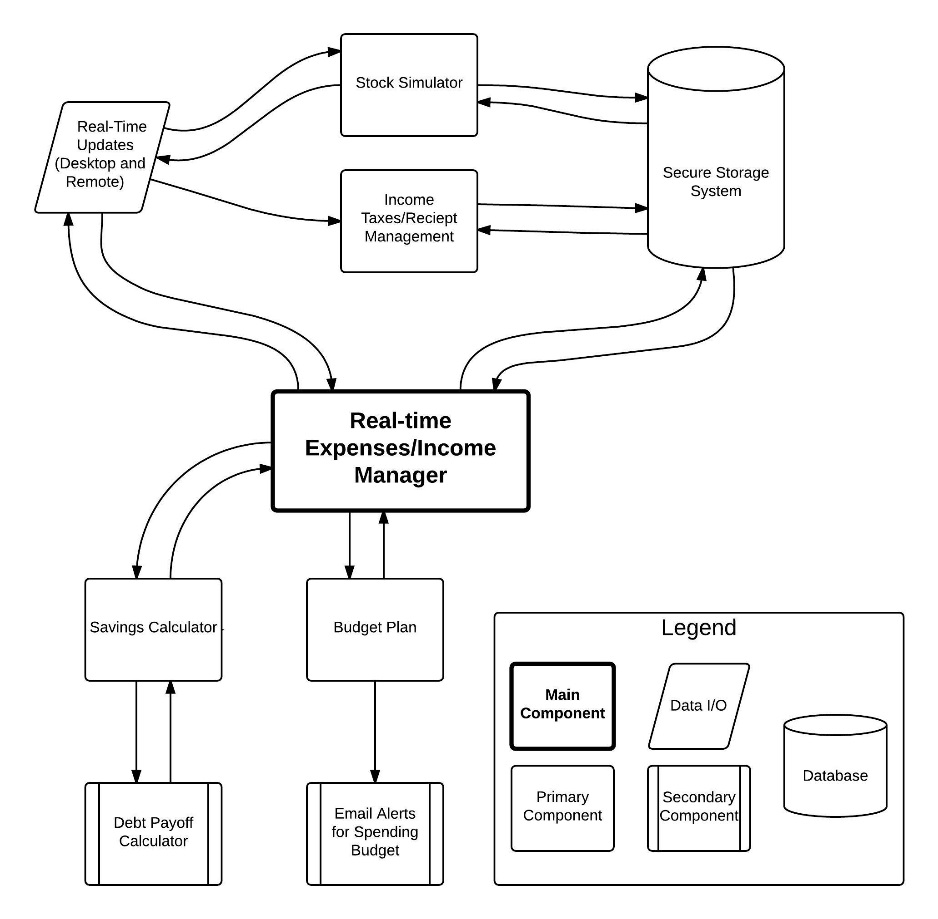 Stock Simulator
Real-Time
Updates
(Desktop and
Remote)
Secure Storage
System
Income
Taxes/Reciept
Management
Real-time
Expenses/Income
Manager
Savings Calculator
Budget Plan
Debt Payoff
Calculator
Email Alerts
for Spending
Budget
Legend
Main
Component
Data I/O
Database
Primary
Component
Secondary
Component